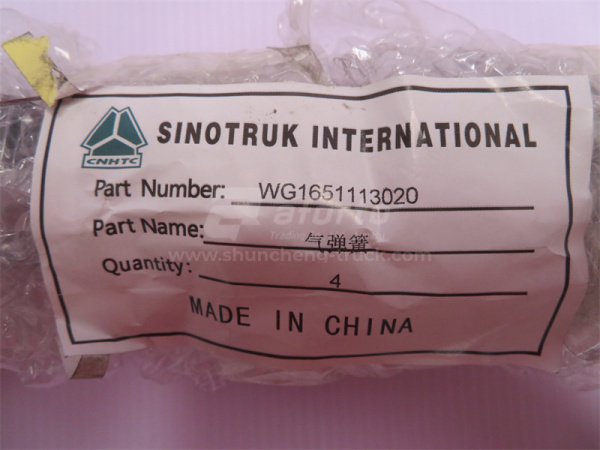 CNHTC
SINOTRUK INTERNATIONAL
Part Number: WG1651113020
Part Name: 气弹簧
www.shuncheng-truck.com
Quantity: 4
MADE IN CHINA